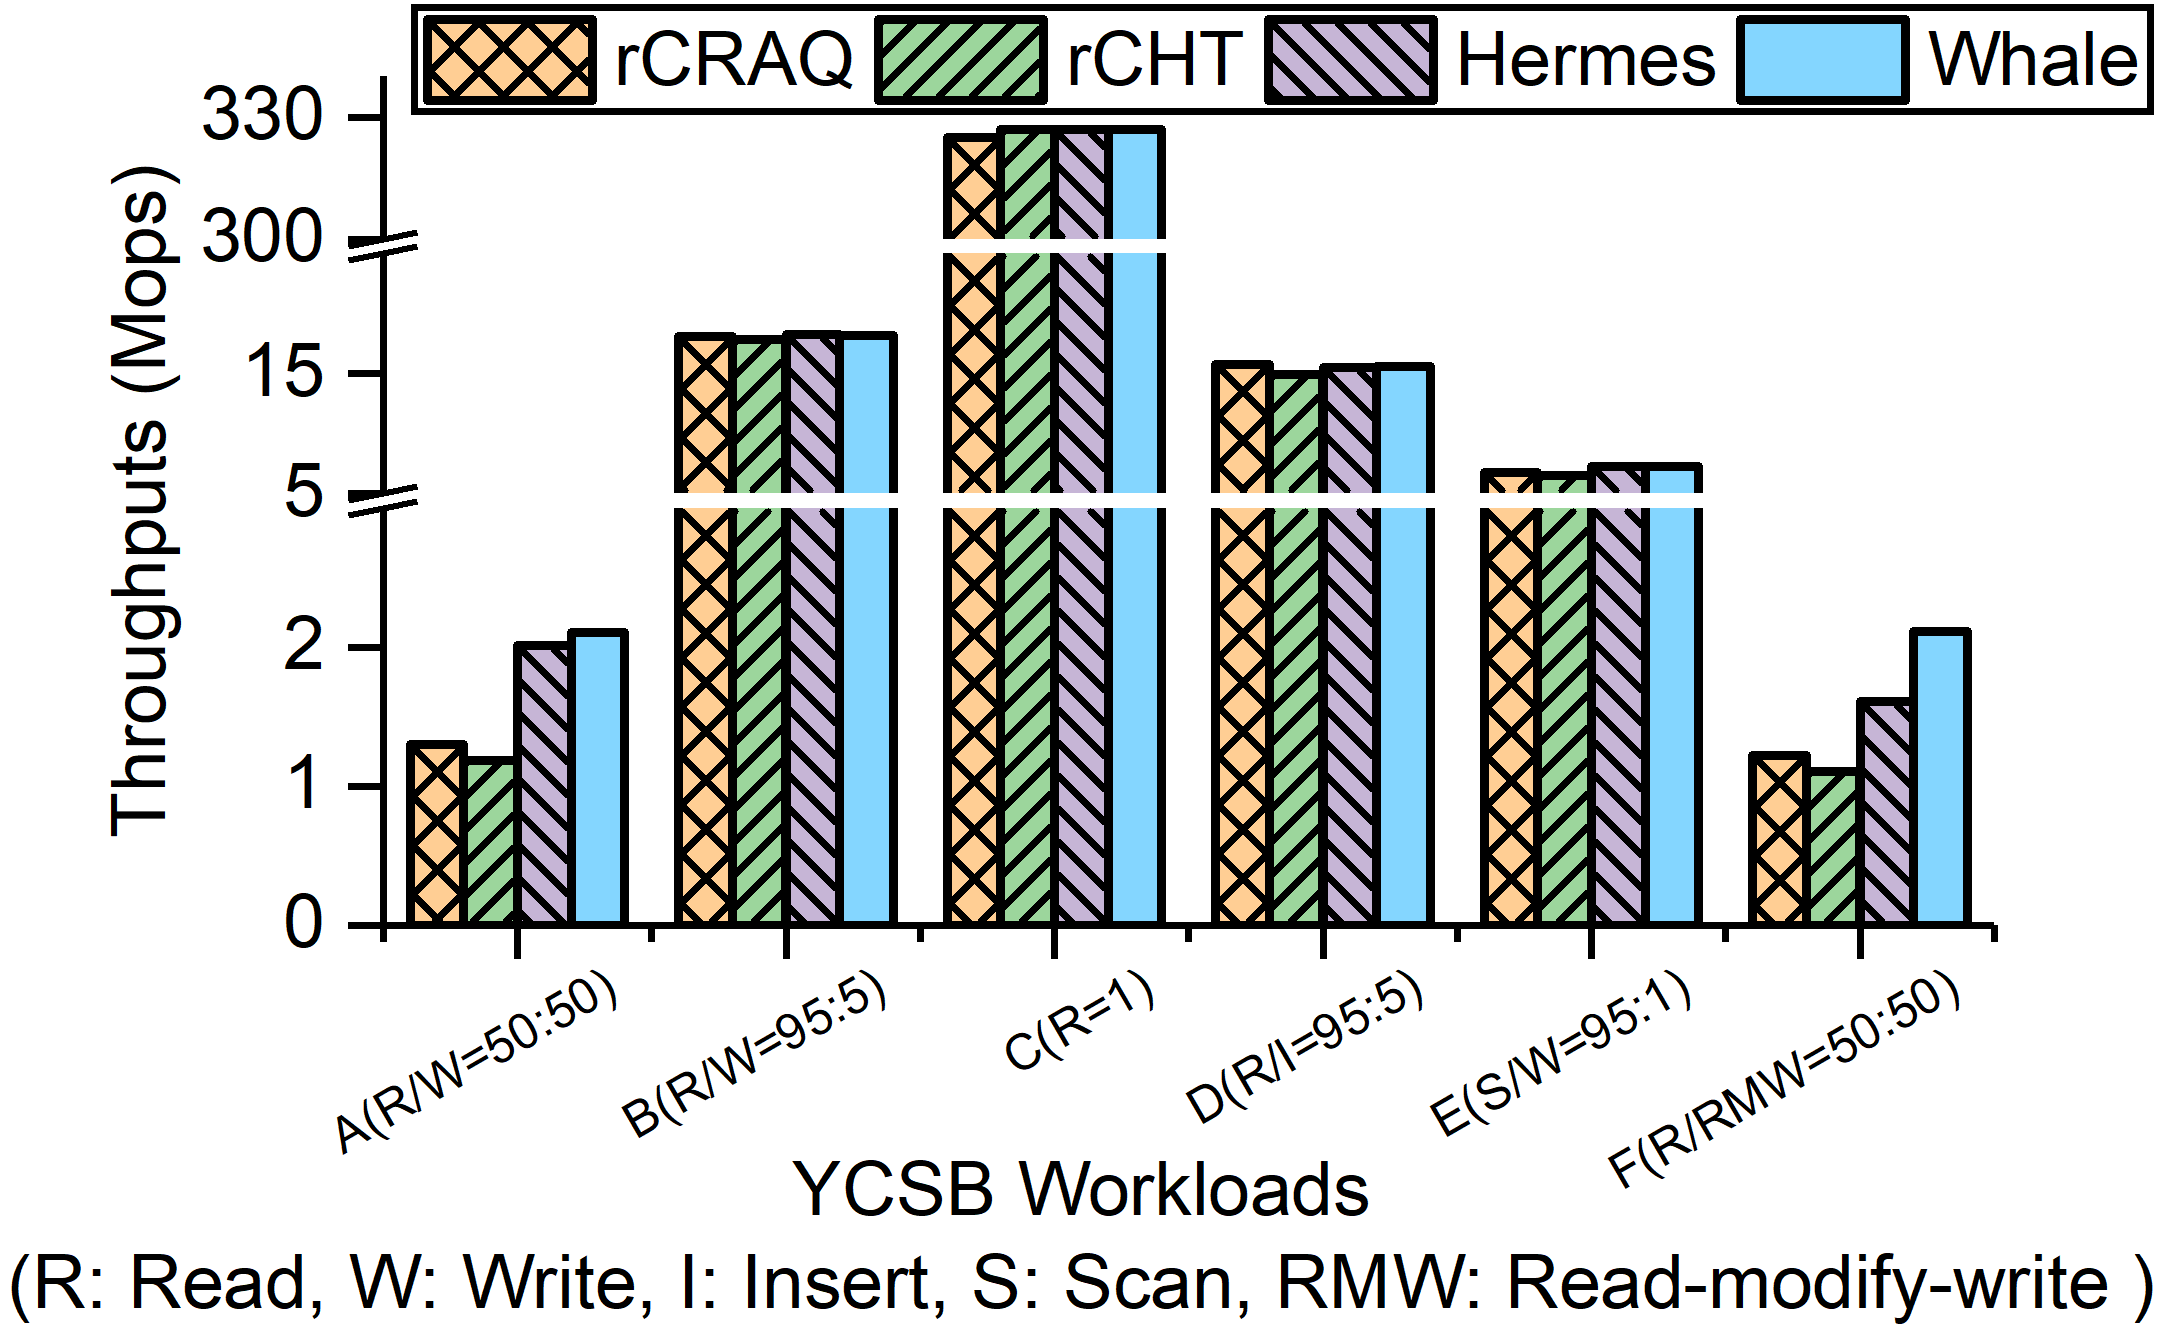 rCRAQ rCHT Hermes Whale
Throughputs (Mops)
330
300
15
5
2
1
0
A(R/W=50:50)
B(R/W=95:5)
C(R=1)
D(R/I=95:5)
E(S/W=95:1)
F(R/RMW=50:50)
YCSB Workloads
(R: Read, W: Write, I: Insert, S: Scan, RMW: Read-modify-write )